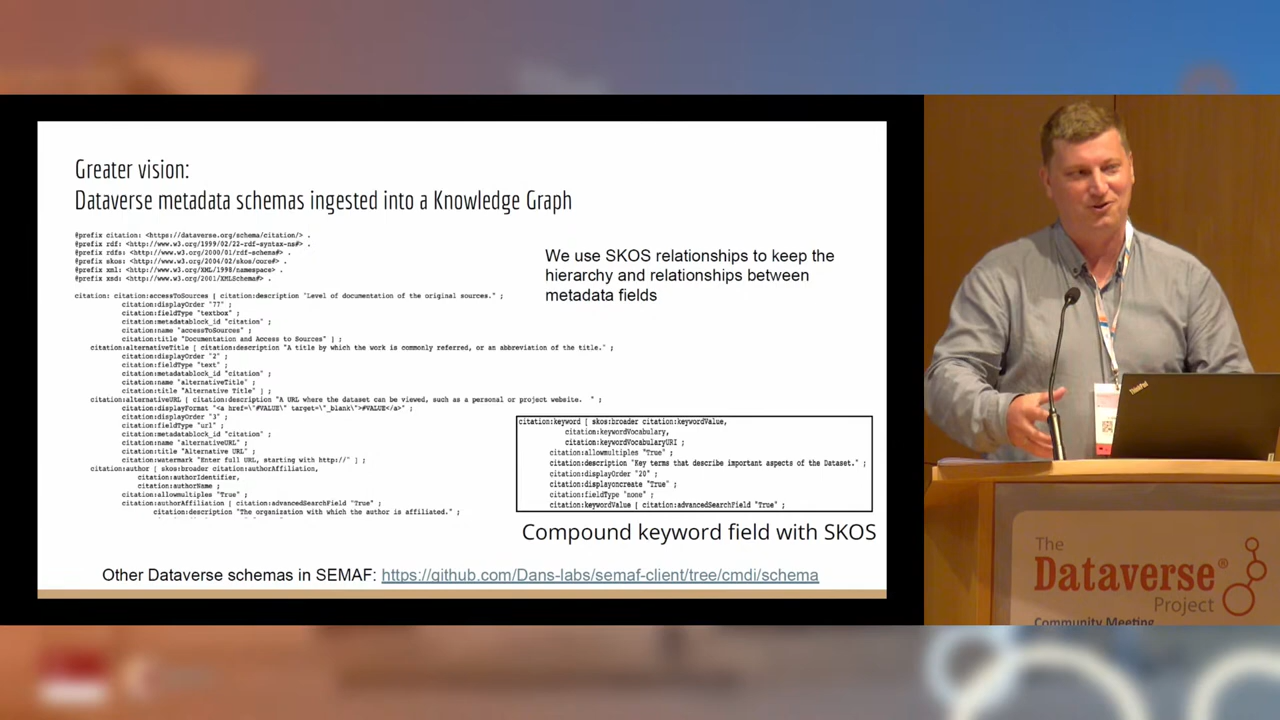 Greater vision:
Dataverse metadata schemas ingested into a Knowledge Graph
@prefix citation: <https://dataverse.org/schema/citation/> .
@prefix rdf: <http://www.w3.org/1999/02/22-rdf-syntax-ns#> .
@prefix rdfs: <http://www.w3.org/2000/01/rdf-schema#> .
@prefix skos: <http://www.w3.org/2004/02/skos/core#> .
@prefix xml: <http://www.w3.org/XML/1998/namespace> .
@prefix xsd: <http://www.w3.org/2001/XMLSchema#> .
citation: citation:accessToSources [ citation:description "Level of documentation of the original sources." ;
citation:displayOrder "77" ;
citation:fieldType "textbox" ;
citation:metadatablock_id "citation" ;
citation:name "accessToSources" ;
citation:title "Documentation and Access to Sources" ] ;
citation:alternativeTitle [ citation:description "A title by which the work is commonly referred, or an abbreviation of the title." ;
citation:displayOrder "2" ;
citation:fieldType "text" ;
citation:metadatablock_id "citation" ;
citation:name "alternativeTitle" ;
citation:title "Alternative Title" ] ;
citation:alternativeURL [ citation:description "A URL where the dataset can be viewed, such as a personal or project website.  " ;
citation:displayFormat "<a href=\"#VALUE\" target=\"_blank\">#VALUE</a>" ;
citation:displayOrder "3" ;
citation:fieldType "url" ;
citation:metadatablock_id "citation" ;
citation:name "alternativeURL" ;
citation:title "Alternative URL" ;
citation:watermark "Enter full URL, starting with http://" ] ;
citation:author [ skos:broader citation:authorAffiliation,
citation:authorIdentifier,
citation:authorName ;
citation:allowmultiples "True" ;
citation:authorAffiliation [ citation:advancedSearchField "True" ;
citation:description "The organization with which the author is affiliated." ;
We use SKOS relationships to keep the
hierarchy and relationships between
metadata fields
citation:keyword [ skos:broader citation:keywordValue,
citation:keywordVocabulary,
citation:keywordVocabularyURI ;
citation:allowmultiples "True" ;
citation:description "Key terms that describe important aspects of the Dataset." ;
citation:displayOrder "20" ;
citation:displayoncreate "True" ;
citation:fieldType "none" ;
citation:keywordValue [ citation:advancedSearchField "True" ;
Compound keyword field with SKOS
Other Dataverse schemas in SEMAF: https://github.com/Dans-labs/semaf-client/tree/cmdi/schema
ThinkPad
The
Dataverse®
Project
Community Meeting